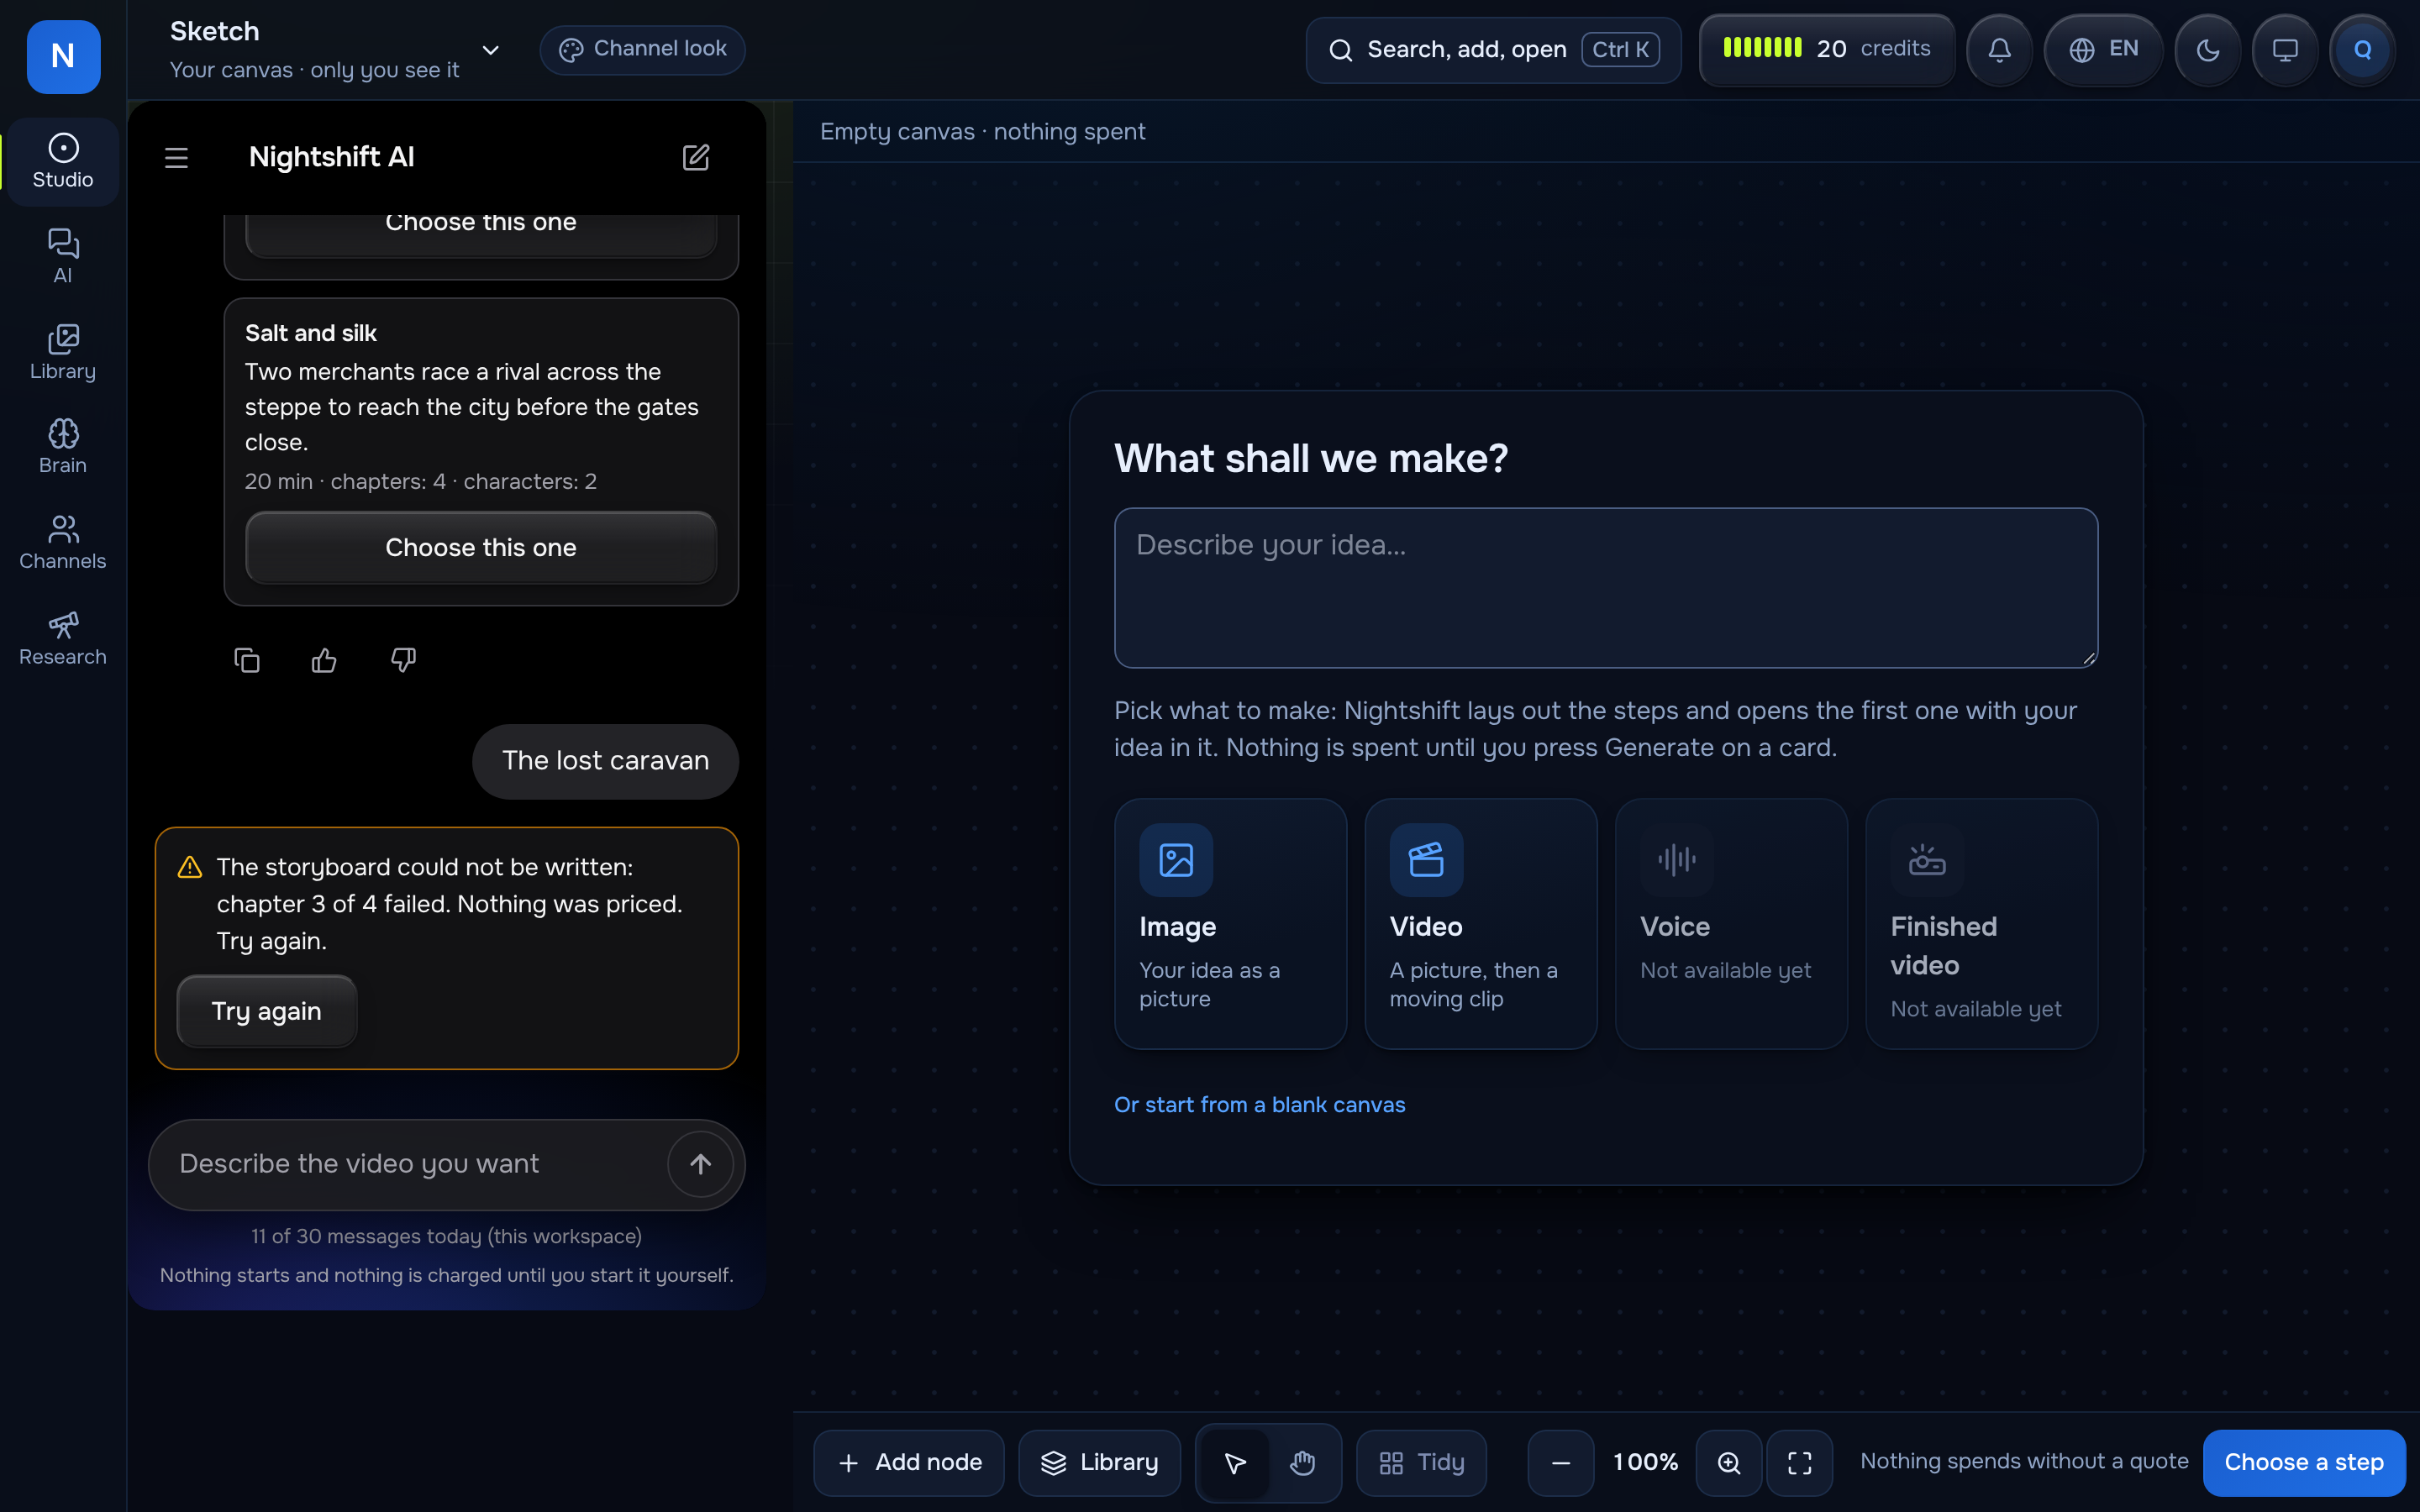 N
Sketch
Your canvas · only you see it
Channel look
Search, add, open
Ctrl K
20 credits
EN
Q
Studio
AI
Library
Brain
Channels
Research
Nightshift AI
Choose this one
Salt and silk
Two merchants race a rival across the
steppe to reach the city before the gates
close.
20 min · chapters: 4 · characters: 2
Choose this one
The lost caravan
The storyboard could not be written:
chapter 3 of 4 failed. Nothing was priced.
Try again.
Try again
Describe the video you want
11 of 30 messages today (this workspace)
Nothing starts and nothing is charged until you start it yourself.
Empty canvas · nothing spent
What shall we make?
Describe your idea...
Pick what to make: Nightshift lays out the steps and opens the first one with your
idea in it. Nothing is spent until you press Generate on a card.
Image
Your idea as a
picture
Video
A picture, then a
moving clip
Voice
Not available yet
Finished
video
Not available yet
Or start from a blank canvas
Add node
Library
Tidy
100%
Nothing spends without a quote
Choose a step